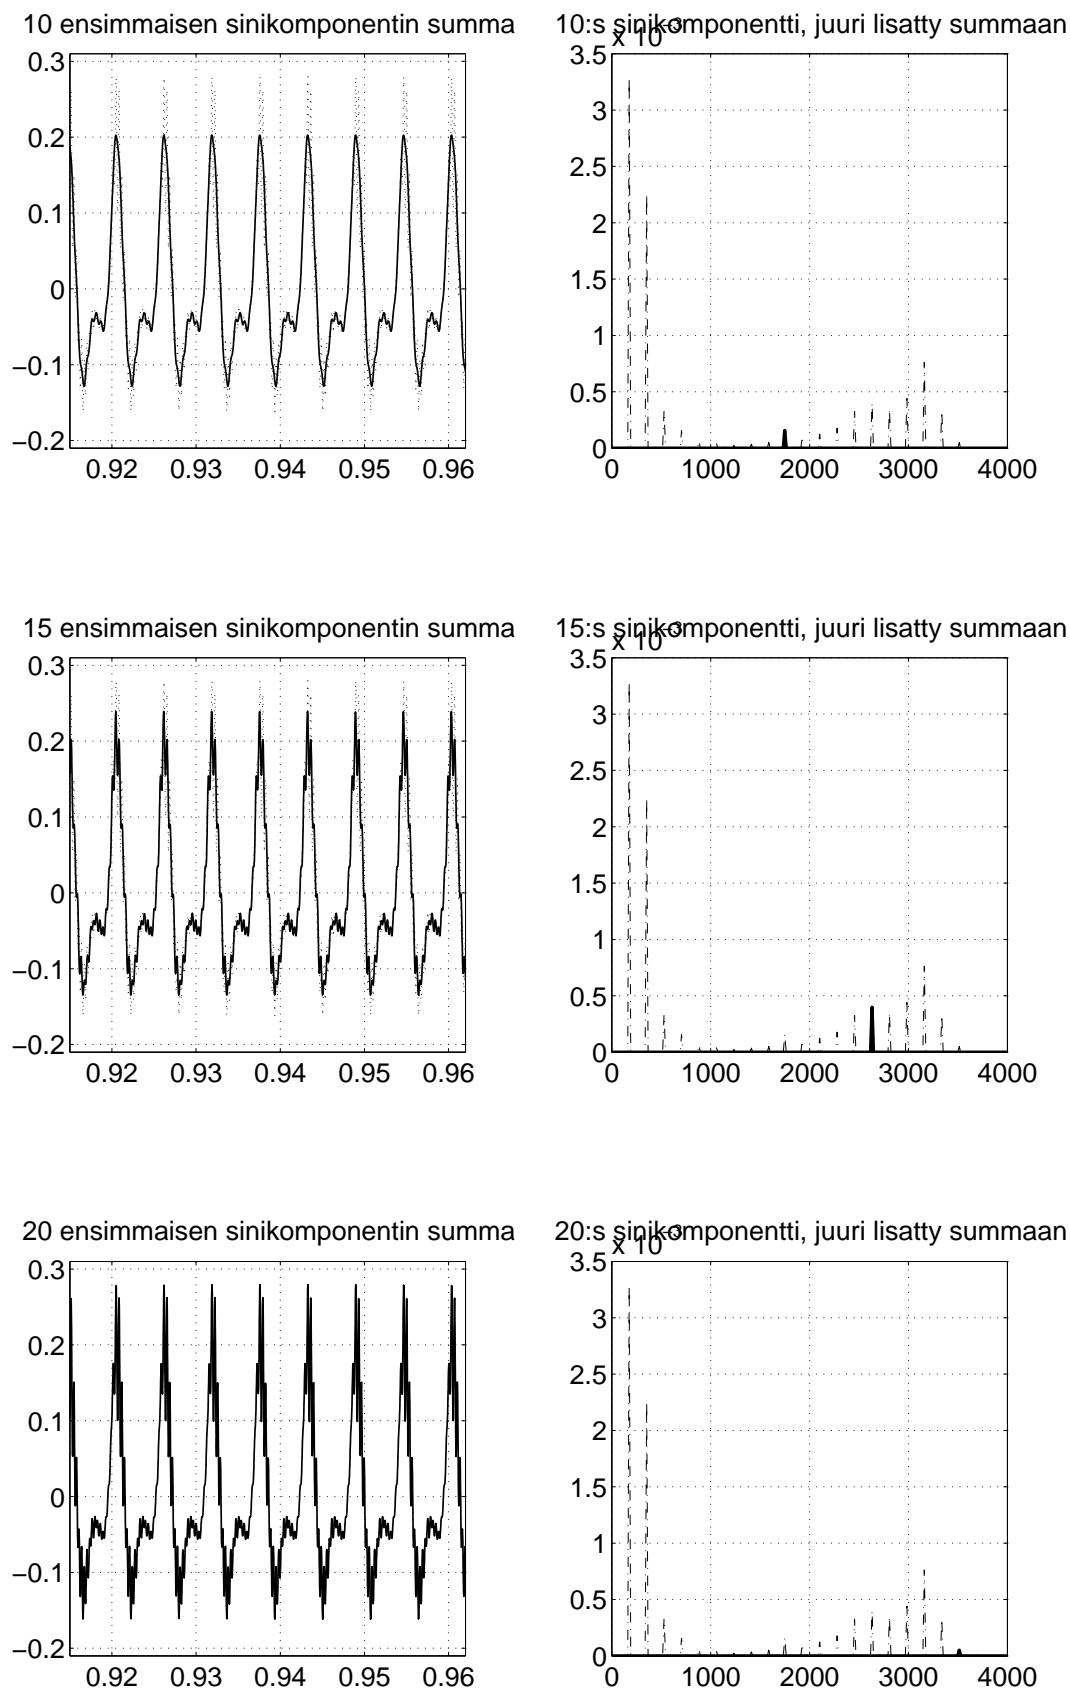 10 ensimmaisen sinikomponentin summa
0.3
0.2
0.1
0
−0.1
−0.2
0.92 0.93 0.94 0.95 0.96
10:s sinikomponentti, juuri lisatty summaan
x 10−3
3.5
3
2.5
2
1.5
1
0.5
0
0 1000 2000 3000 4000
15 ensimmaisen sinikomponentin summa
0.3
0.2
0.1
0
−0.1
−0.2
0.92 0.93 0.94 0.95 0.96
15:s sinikomponentti, juuri lisatty summaan
x 10−3
3.5
3
2.5
2
1.5
1
0.5
0
0 1000 2000 3000 4000
20 ensimmaisen sinikomponentin summa
0.3
0.2
0.1
0
−0.1
−0.2
0.92 0.93 0.94 0.95 0.96
20:s sinikomponentti, juuri lisatty summaan
x 10−3
3.5
3
2.5
2
1.5
1
0.5
0
0 1000 2000 3000 4000